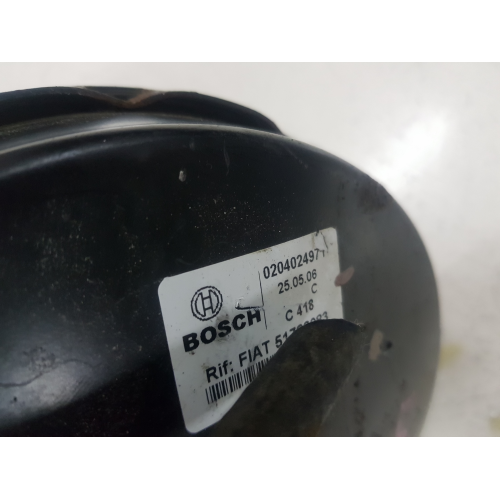 0204024971
25.05.06
C
BOSCH C 418
Rif: FIAT